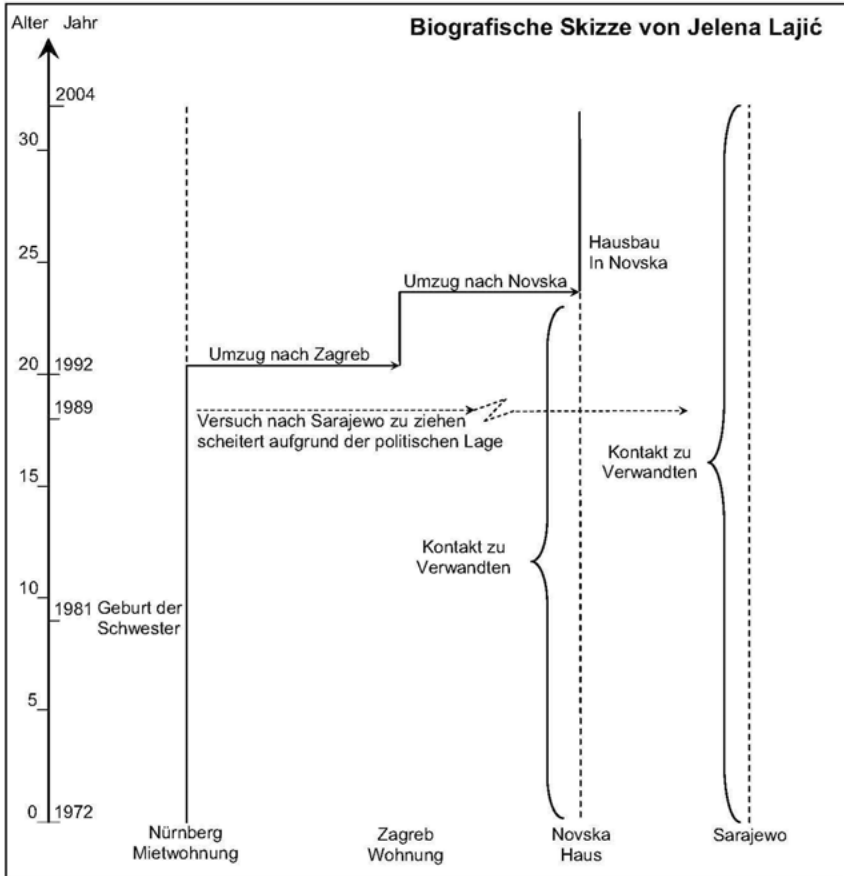 Alter Jahr
Biografische Skizze von Jelena Lajić
2004
30
25
Hausbau
In Novska
Umzug nach Novska
Umzug nach Zagreb
20 1992
1989
Versuch nach Sarajewo zu ziehen
scheitert aufgrund der politischen Lage
Kontakt zu
Verwandten
15
Kontakt zu
Verwandten
10
1981 Geburt der
Schwester
5
0 1972
Nürnberg
Mietwohnung
Zagreb
Wohnung
Novska
Haus
Sarajewo